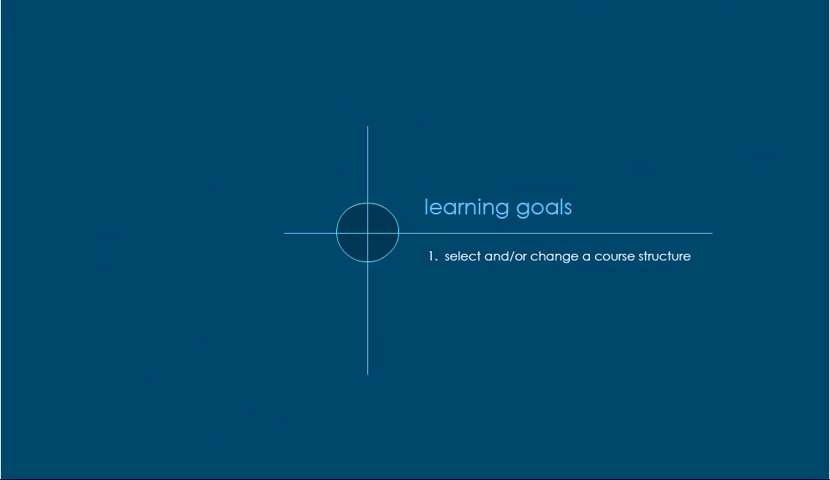 learning goals
1. select and/or change a course structure